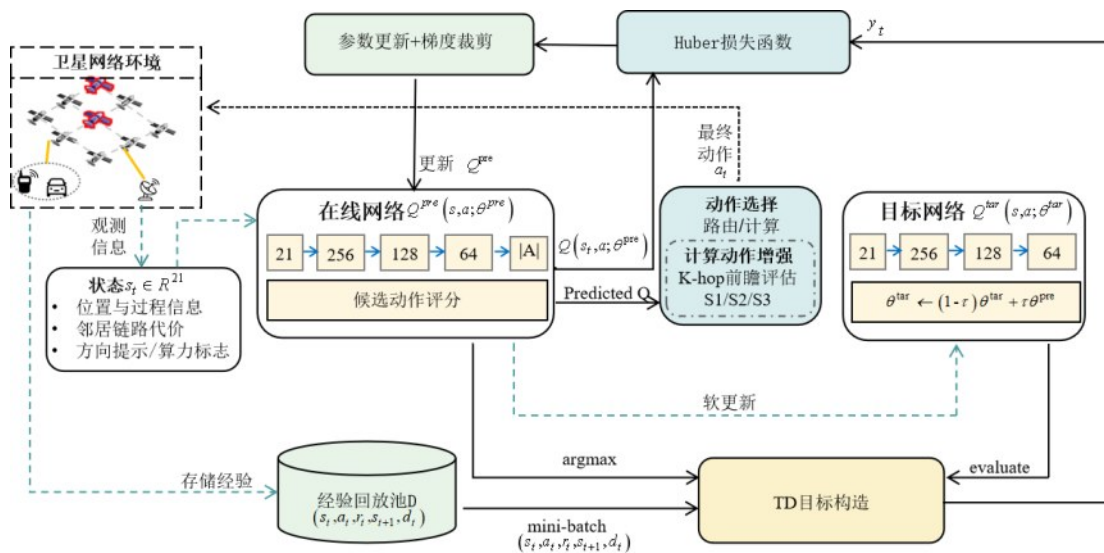 参数更新+梯度裁剪
Huber损失函数
y_t
卫星网络环境
最终
动作
a_t
更新 Q^pre
观测
信息
在线网络Q^pre(s,a;θ^pre)
21
256
128
64
|A|
候选动作评分
Q(s_t,a;θ^pre)
Predicted Q
动作选择
路由/计算
计算动作增强
K-hop前瞻评估
S1/S2/S3
目标网络Q^tar(s,a;θ^tar)
21
256
128
64
θ^tar ← (1-τ)θ^tar + τθ^pre
状态s_t ∈ R^21
• 位置与过程信息
• 邻居链路代价
• 方向提示/算力标志
软更新
存储经验
argmax
evaluate
经验回放池D
(s_t,a_t,r_t,s_{t+1},d_t)
mini-batch
(s_t,a_t,r_t,s_{t+1},d_t)
TD目标构造